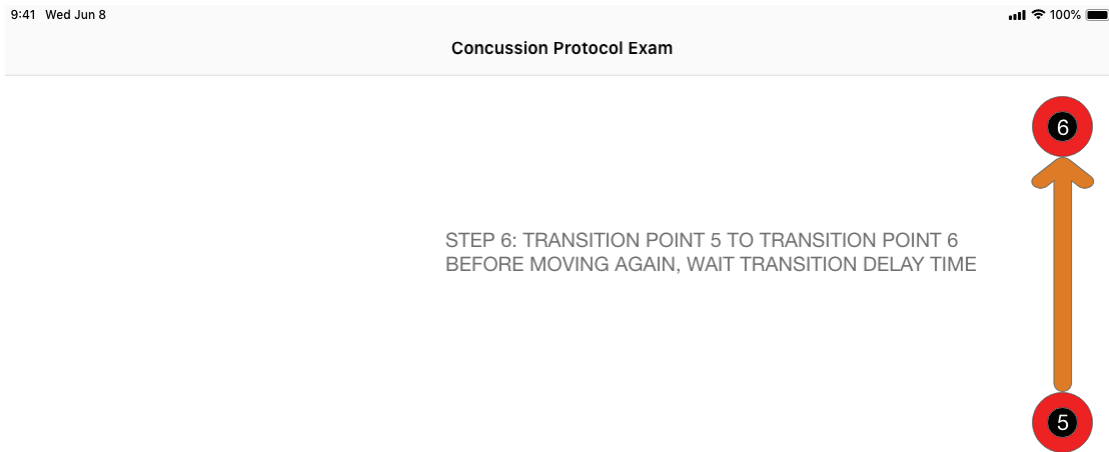 9:41 Wed Jun 8 100%
Concussion Protocol Exam
6
STEP 6: TRANSITION POINT 5 TO TRANSITION POINT 6
BEFORE MOVING AGAIN, WAIT TRANSITION DELAY TIME
5